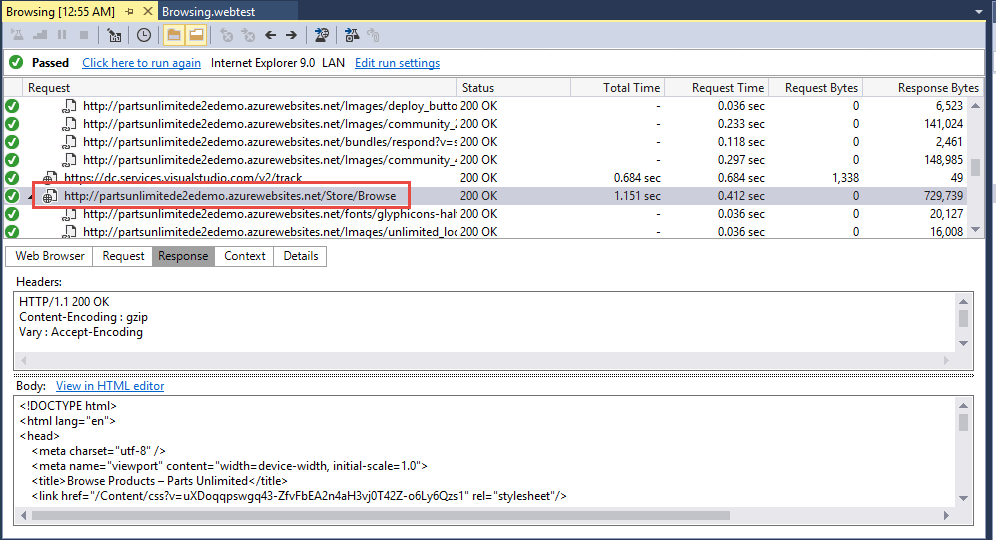 Browsing [12:55 AM] Browsing.webtest
Passed Click here to run again Internet Explorer 9.0 LAN Edit run settings
Request Status Total Time Request Time Request Bytes Response Bytes
http://partsunlimitede2edemo.azurewebsites.net/Images/deploy_butto 200 OK - 0.036 sec 0 6,523
http://partsunlimitede2edemo.azurewebsites.net/Images/community_2 200 OK - 0.233 sec 0 141,024
http://partsunlimitede2edemo.azurewebsites.net/bundles/respond?v=s 200 OK - 0.118 sec 0 2,461
http://partsunlimitede2edemo.azurewebsites.net/Images/community_4 200 OK - 0.297 sec 0 148,985
https://dc.services.visualstudio.com/v2/track 200 OK 0.684 sec 0.684 sec 1,338 49
http://partsunlimitede2edemo.azurewebsites.net/Store/Browse 200 OK 1.151 sec 0.412 sec 0 729,739
http://partsunlimitede2edemo.azurewebsites.net/fonts/glyphicons-half 200 OK - 0.036 sec 0 20,127
http://partsunlimitede2edemo.azurewebsites.net/Images/unlimited_lo 200 OK - 0.036 sec 0 16,008
Web Browser Request Response Context Details
Headers:
HTTP/1.1 200 OK
Content-Encoding : gzip
Vary : Accept-Encoding
Body: View in HTML editor
<!DOCTYPE html>
<html lang="en">
<head>
<meta charset="utf-8" />
<meta name="viewport" content="width=device-width, initial-scale=1.0">
<title>Browse Products – Parts Unlimited</title>
<link href="/Content/css?v=uXDoqqpswgq43-ZfvFbEA2n4aH3vj0T42Z-o6Ly6Qzs1" rel="stylesheet"/>